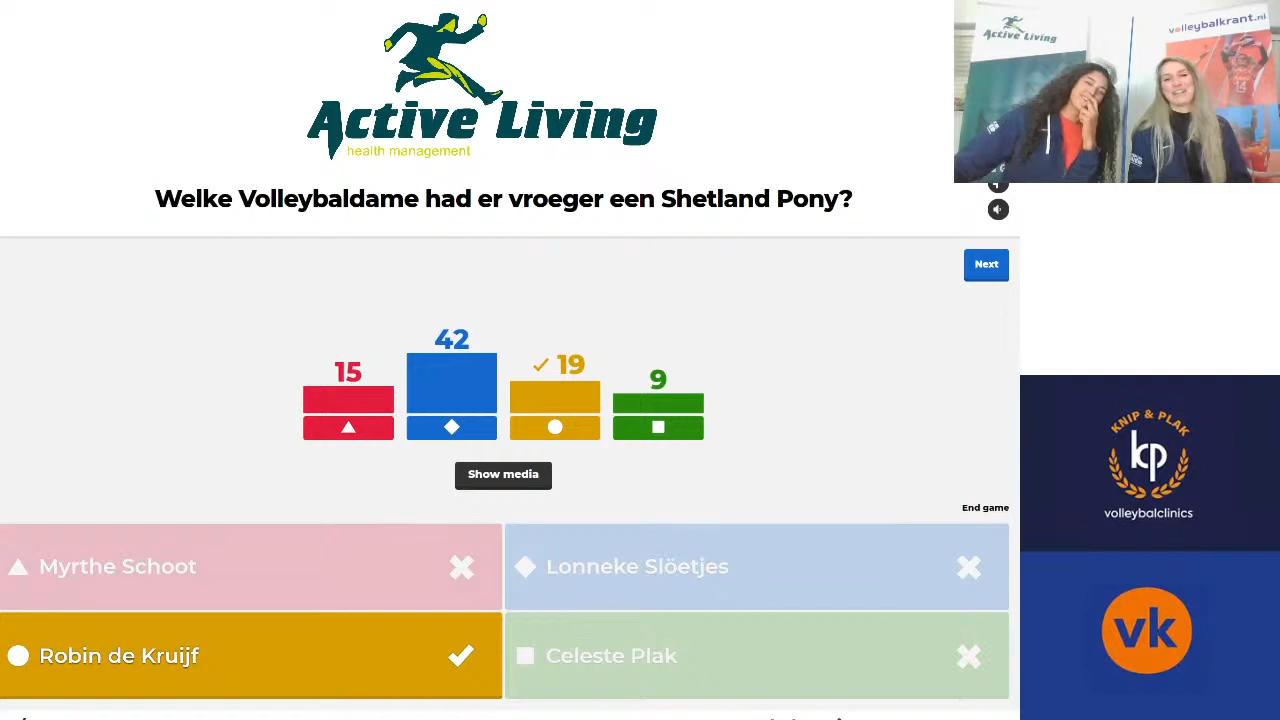 Active Living
health management
Active Living
volleybalkrant.nl
14
Welke Volleybaldame had er vroeger een Shetland Pony?
Next
15
42
19
9
Show media
End game
Myrthe Schoot
Lonneke Slöetjes
Robin de Kruijf
Celeste Plak
KNIP & PLAK
kp
volleybalclinics
vk